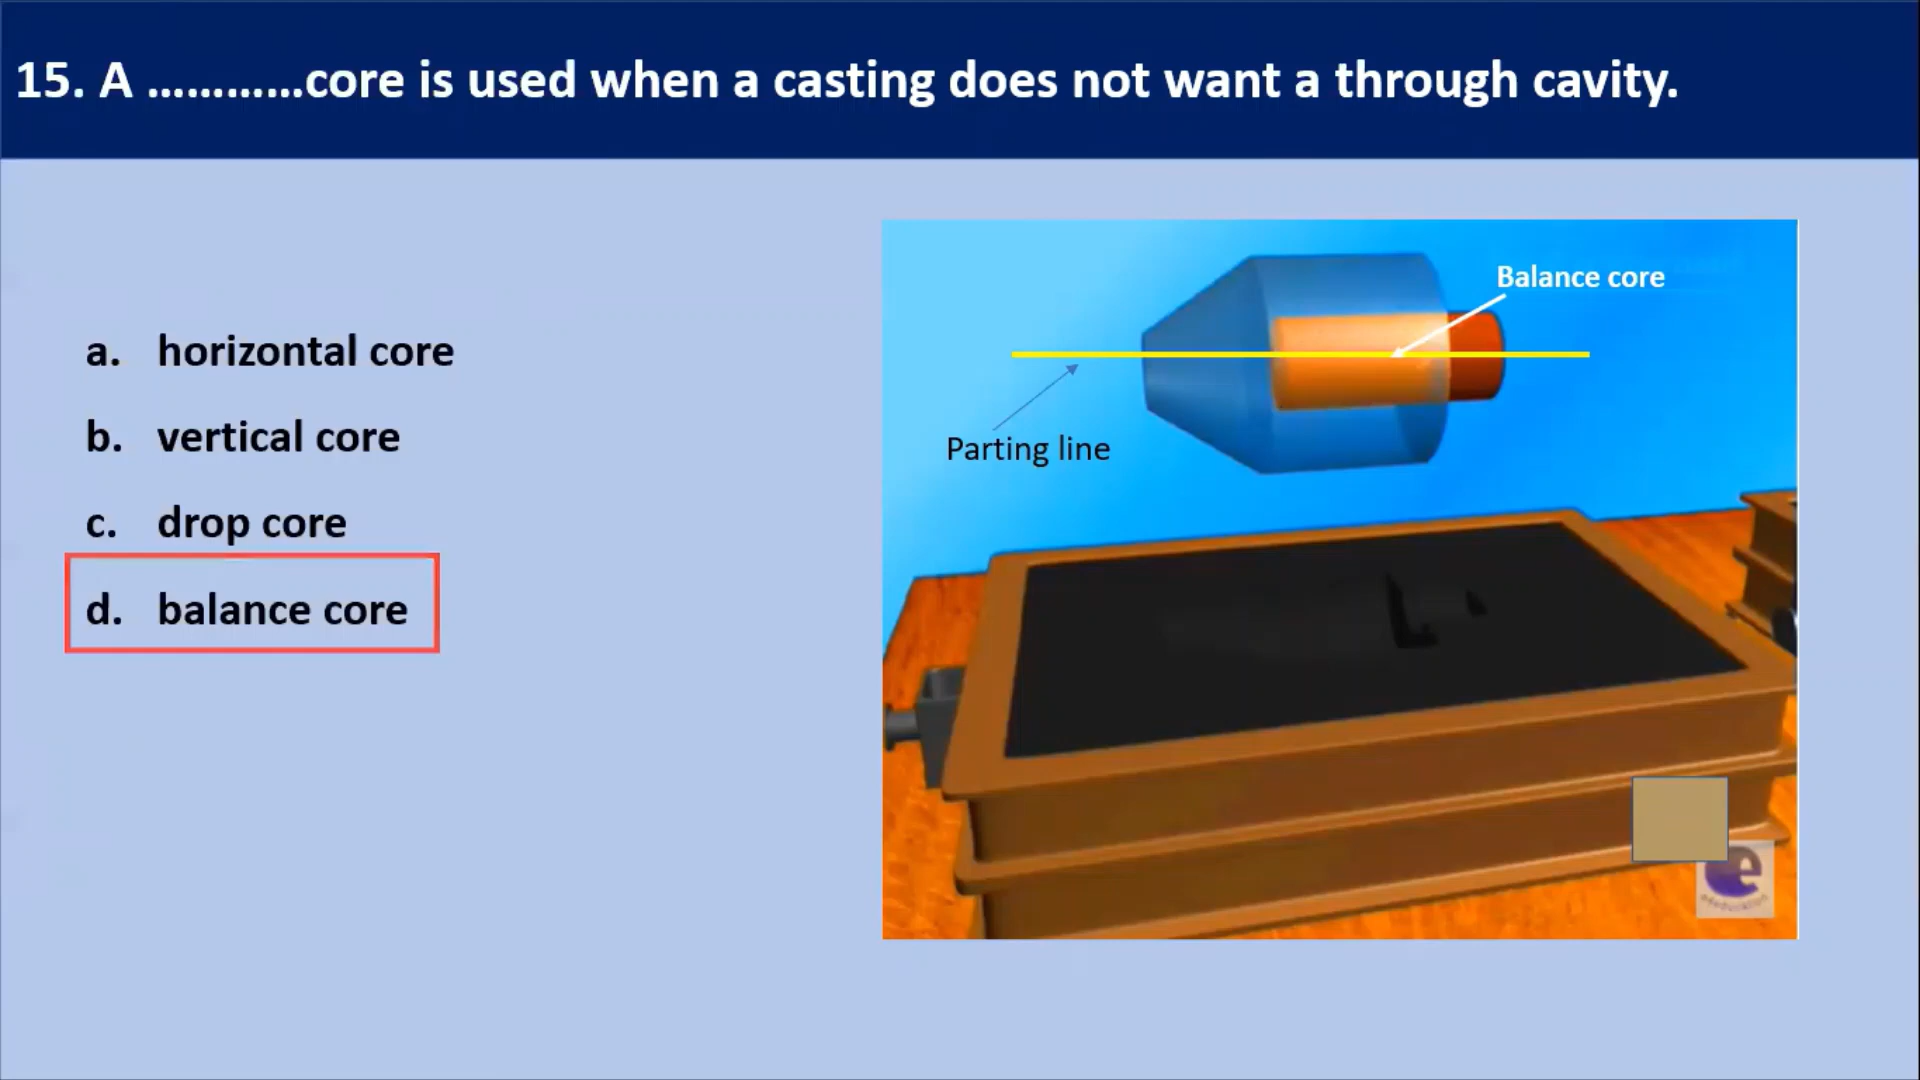 15. A ............core is used when a casting does not want a through cavity.
a. horizontal core
b. vertical core
c. drop core
d. balance core
Balance core
Parting line
e